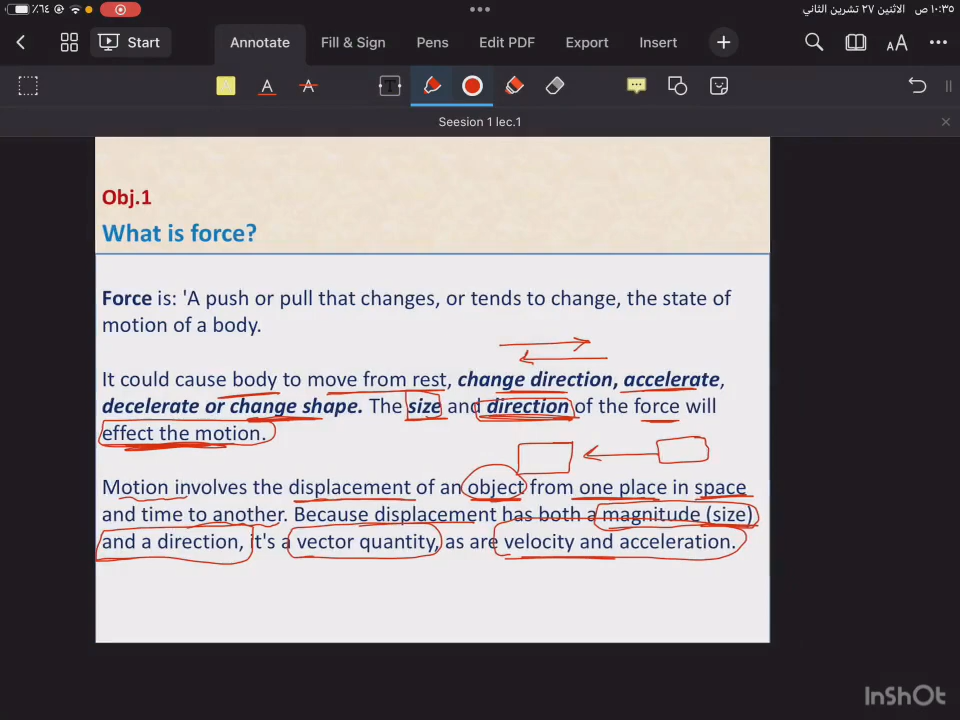 ٪٦٤
١٠:٣٥ ص الاثنين ٢٧ تشرين الثاني
Start
Annotate
Fill & Sign
Pens
Edit PDF
Export
Insert
AA
A
A
A
T
Seesion 1 lec.1
Obj.1
What is force?
Force is: 'A push or pull that changes, or tends to change, the state of
motion of a body.
It could cause body to move from rest, change direction, accelerate,
decelerate or change shape. The size and direction of the force will
effect the motion.
Motion involves the displacement of an object from one place in space
and time to another. Because displacement has both a magnitude (size)
and a direction, it's a vector quantity, as are velocity and acceleration.
InShOt